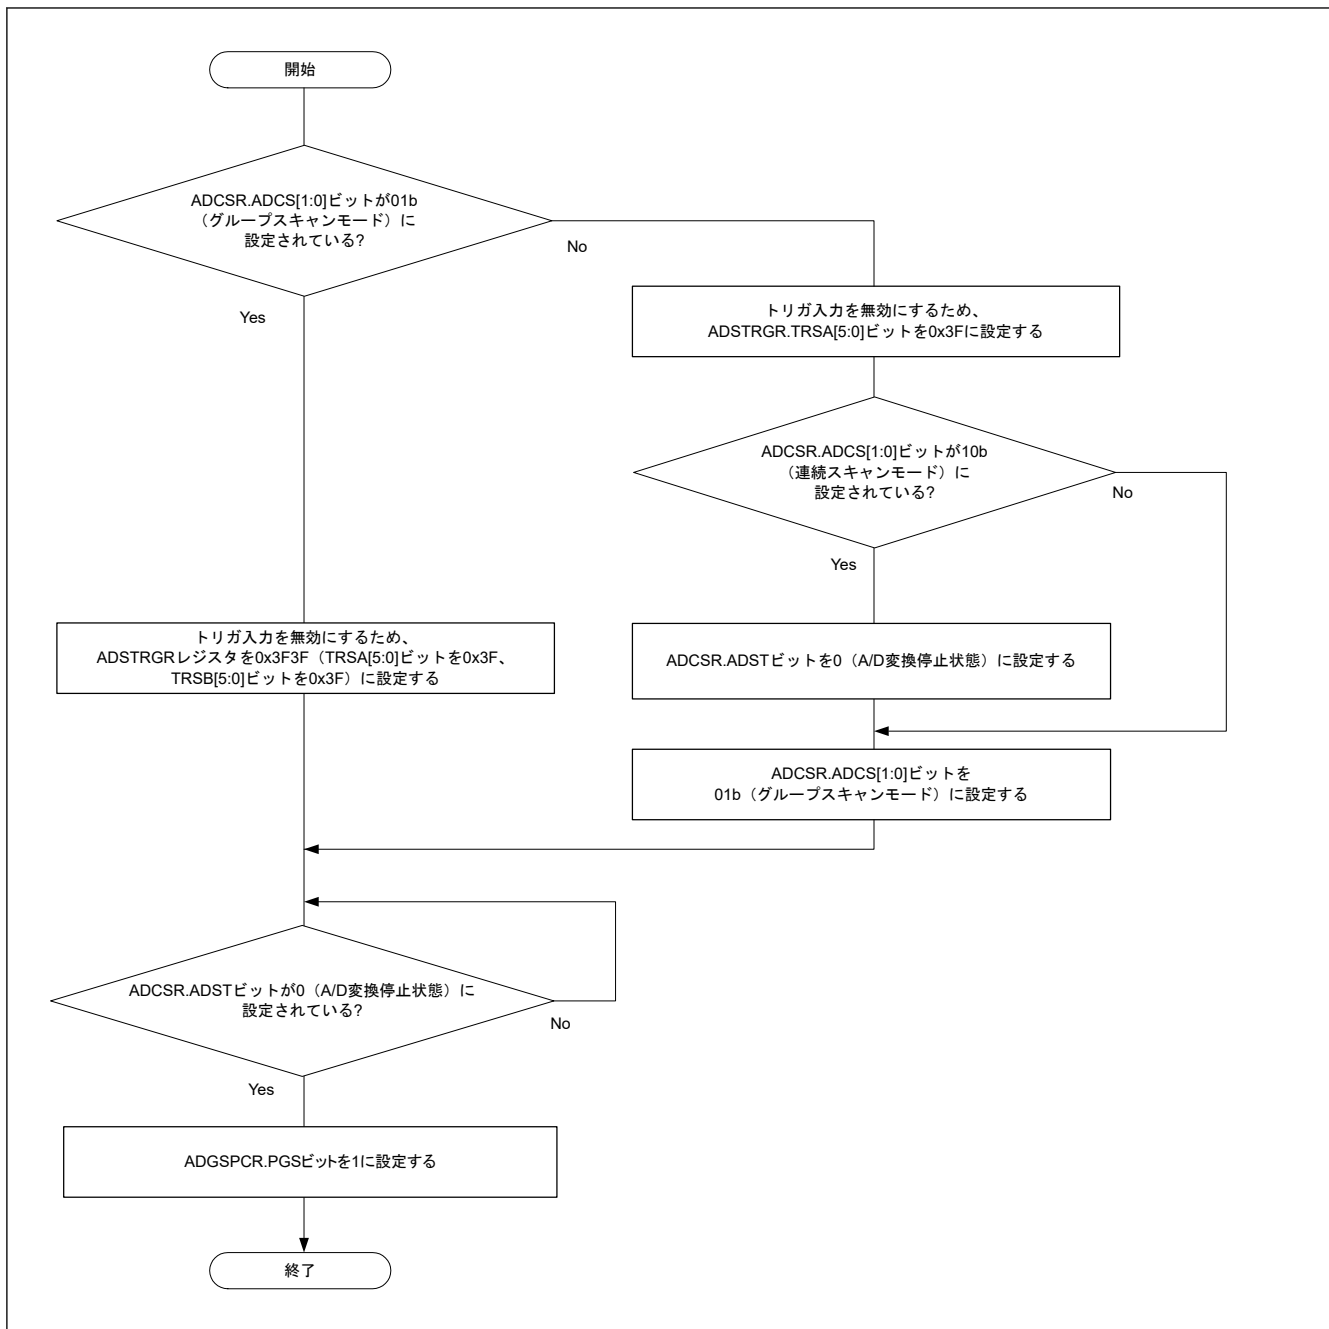 開始
ADCSR.ADCS[1:0]ビットが01b
（グループスキャンモード）に
設定されている?
No
Yes
トリガ入力を無効にするため、
ADSTRGR.TRSA[5:0]ビットを0x3Fに設定する
ADCSR.ADCS[1:0]ビットが10b
（連続スキャンモード）に
設定されている?
No
Yes
トリガ入力を無効にするため、
ADSTRGRレジスタを0x3F3F（TRSA[5:0]ビットを0x3F、
TRSB[5:0]ビットを0x3F）に設定する
ADCSR.ADSTビットを0（A/D変換停止状態）に設定する
ADCSR.ADCS[1:0]ビットを
01b（グループスキャンモード）に設定する
ADCSR.ADSTビットが0（A/D変換停止状態）に
設定されている?
No
Yes
ADGSPCR.PGSビットを1に設定する
終了